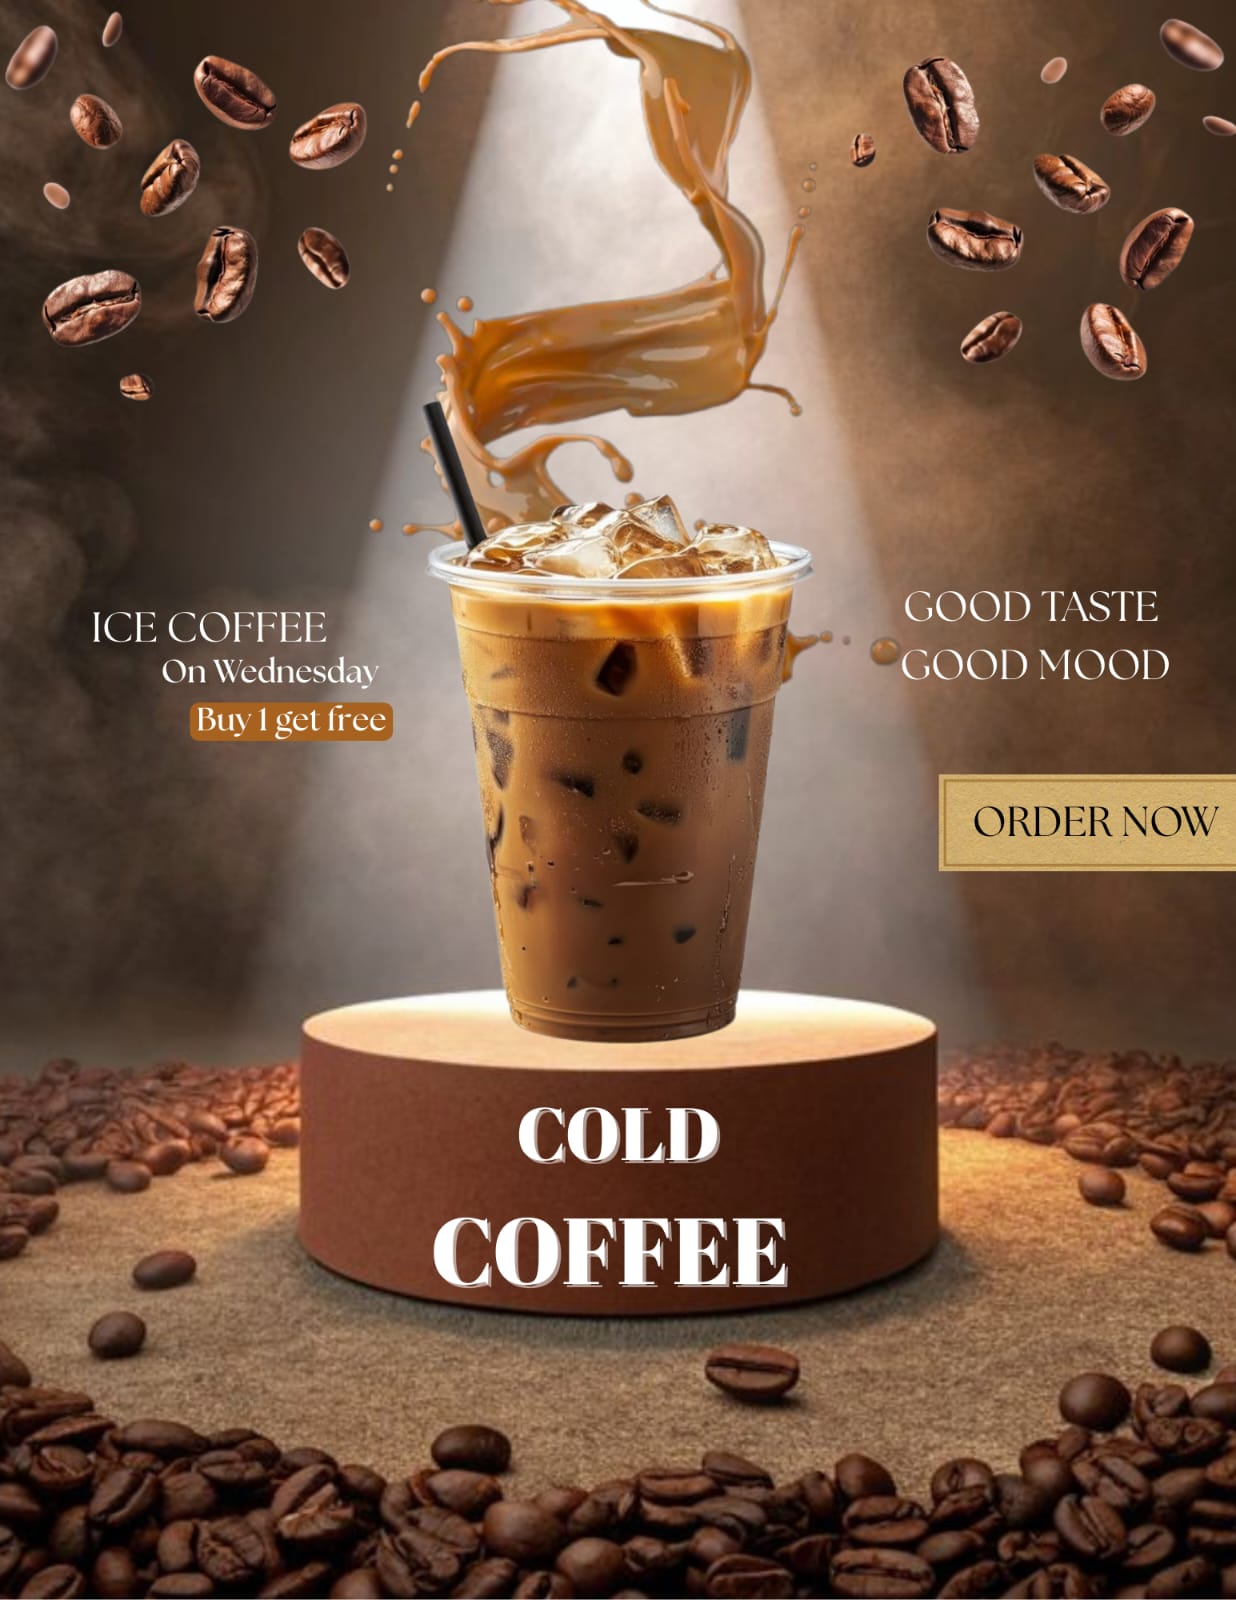 ICE COFFEE
On Wednesday
Buy 1 get free
GOOD TASTE
GOOD MOOD
ORDER NOW
COLD
COFFEE